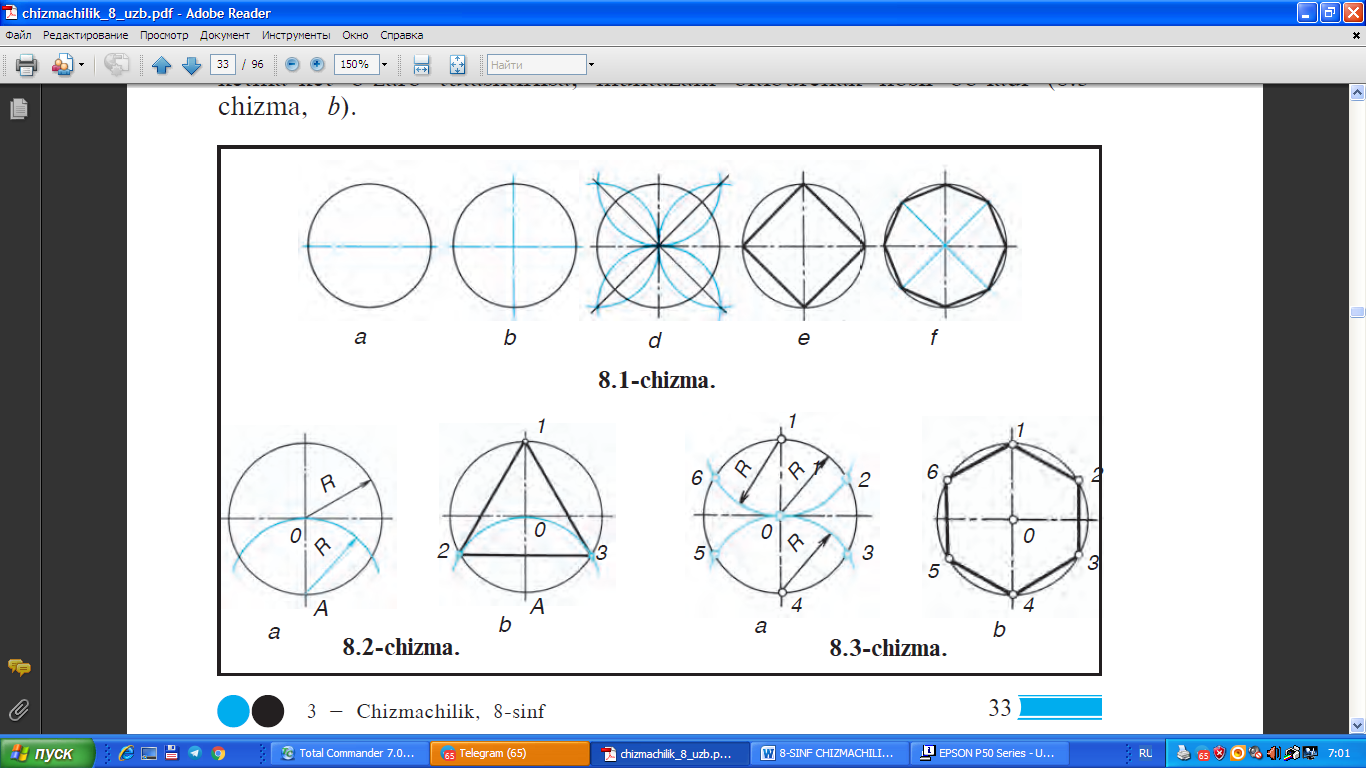 chizmachilik_8_uzb.pdf - Adobe Reader
Файл Редактирование Просмотр Документ Инструменты Окно Справка
33 / 96 150% Найти
chizma, b).
a b d e f
8.1-chizma.
1 1 1
R R R 1 6 2 6 2
0 0 0 0
R 2 3 5 R 3 5 3
A A 4 4
a b a b
8.2-chizma. 8.3-chizma.
3 – Chizmachilik, 8-sinf 33
пуск Total Commander 7.0... Telegram (65) chizmachilik_8_uzb.p... 8-SINF CHIZMACHILI... EPSON P50 Series - U... RU 65 7:01